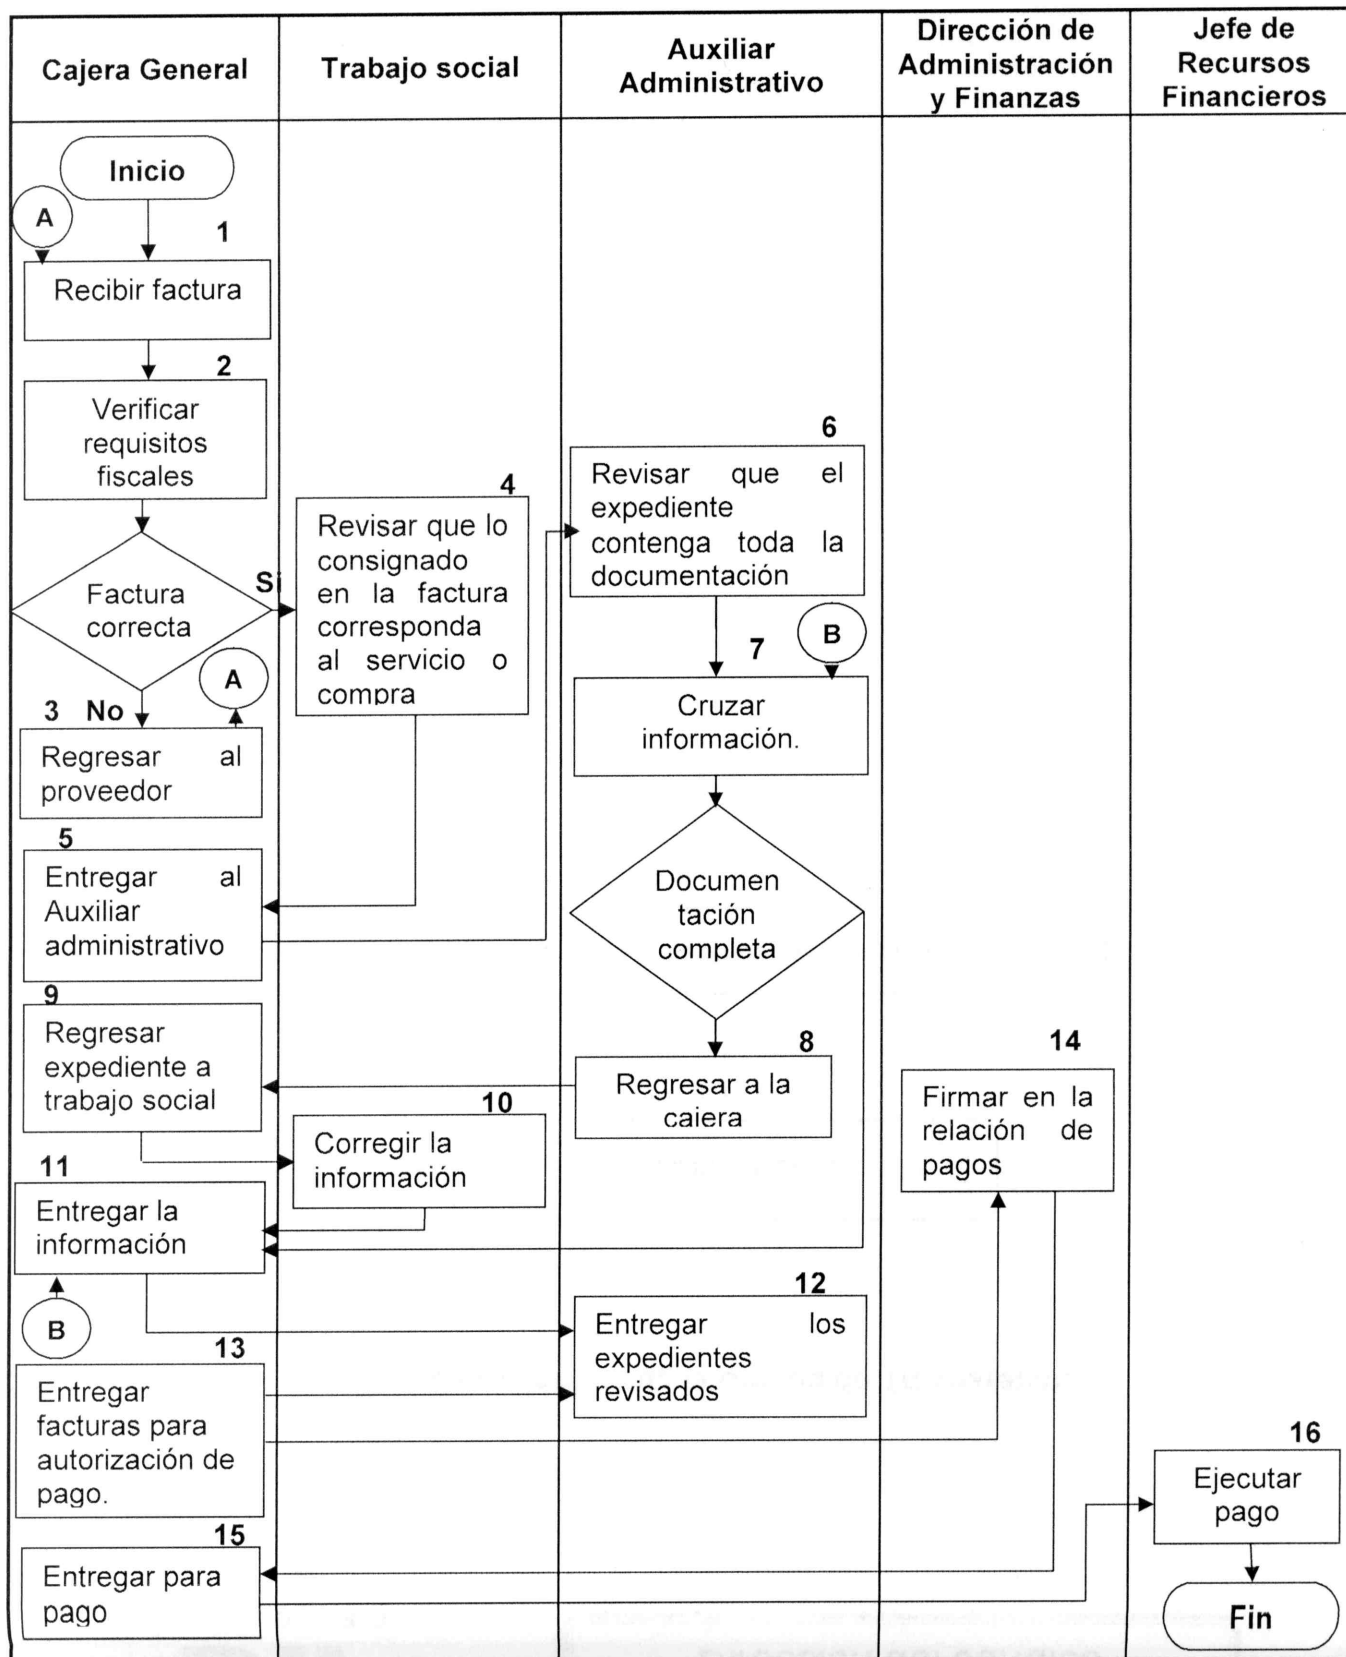 Cajera General
Trabajo social
Auxiliar
Administrativo
Dirección de
Administración
y Finanzas
Jefe de
Recursos
Financieros
Inicio
A
1
Recibir factura
2
Verificar
requisitos
fiscales
Factura
correcta
Sí
A
3 No
Regresar al
proveedor
4
Revisar que lo
consignado
en la factura
corresponda
al servicio o
compra
5
Entregar al
Auxiliar
administrativo
6
Revisar que el
expediente
contenga toda la
documentación
B
7
Cruzar
información.
Documen
tación
completa
8
Regresar a la
caiera
9
Regresar
expediente a
trabajo social
10
Corregir la
información
11
Entregar la
información
B
12
Entregar los
expedientes
revisados
13
Entregar
facturas para
autorización de
pago.
14
Firmar en la
relación de
pagos
15
Entregar para
pago
16
Ejecutar
pago
Fin